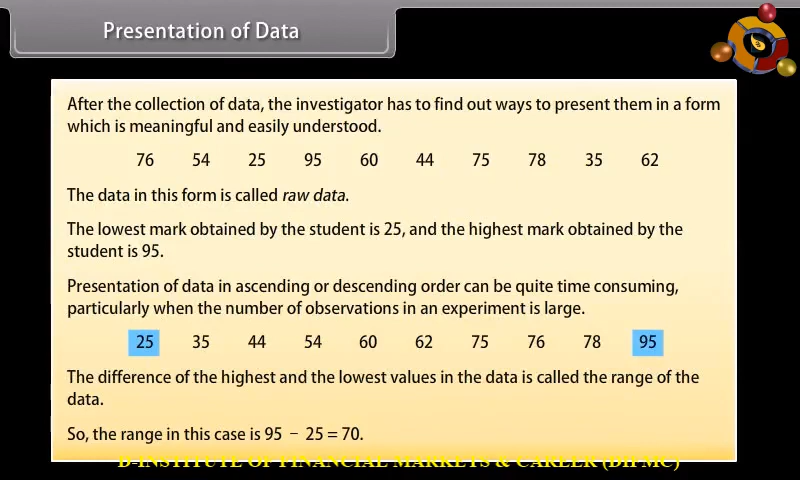 Presentation of Data
After the collection of data, the investigator has to find out ways to present them in a form
which is meaningful and easily understood.
76 54 25 95 60 44 75 78 35 62
The data in this form is called raw data.
The lowest mark obtained by the student is 25, and the highest mark obtained by the
student is 95.
Presentation of data in ascending or descending order can be quite time consuming,
particularly when the number of observations in an experiment is large.
25 35 44 54 60 62 75 76 78 95
The difference of the highest and the lowest values in the data is called the range of the
data.
So, the range in this case is 95 – 25 = 70.
D-INSTITUTE OF FINANCIAL MARKETS & CAREER (DIFMC)